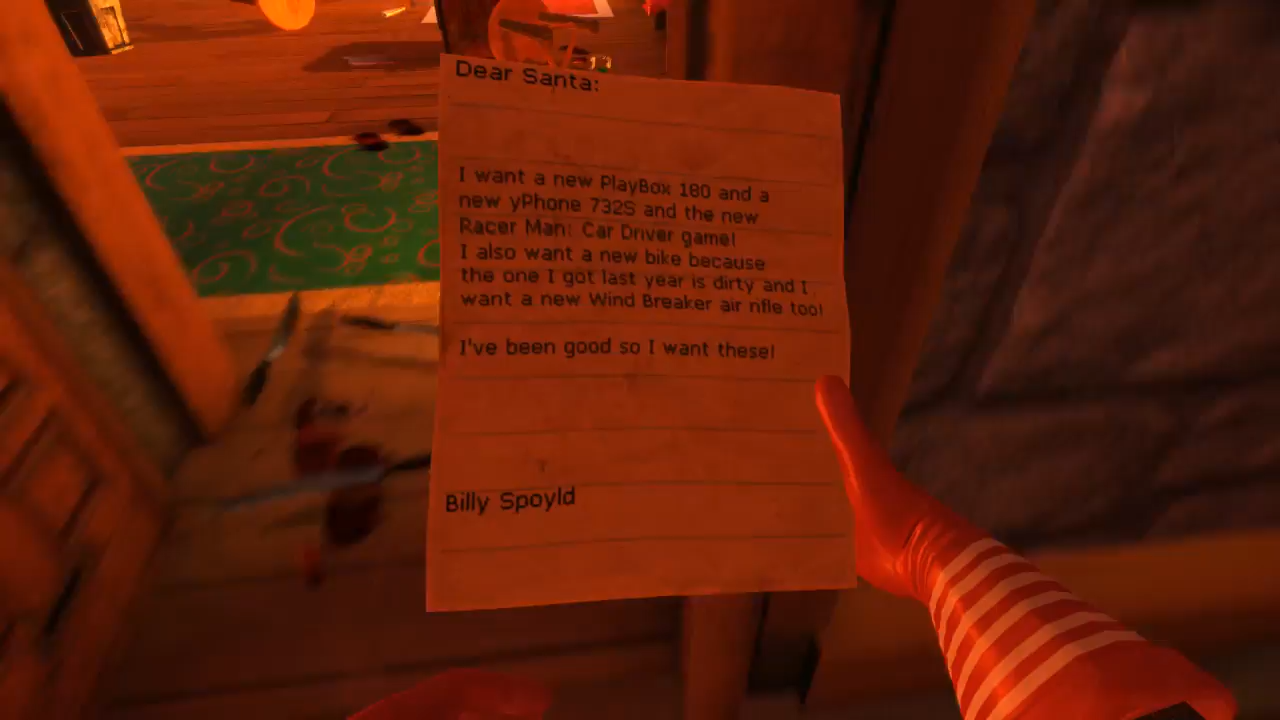 Dear Santa:
I want a new PlayBox 180 and a
new yPhone 732S and the new
Racer Man: Car Driver game!
I also want a new bike because
the one I got last year is dirty and I
want a new Wind Breaker air rifle too!
I've been good so I want these!
Billy Spoyld